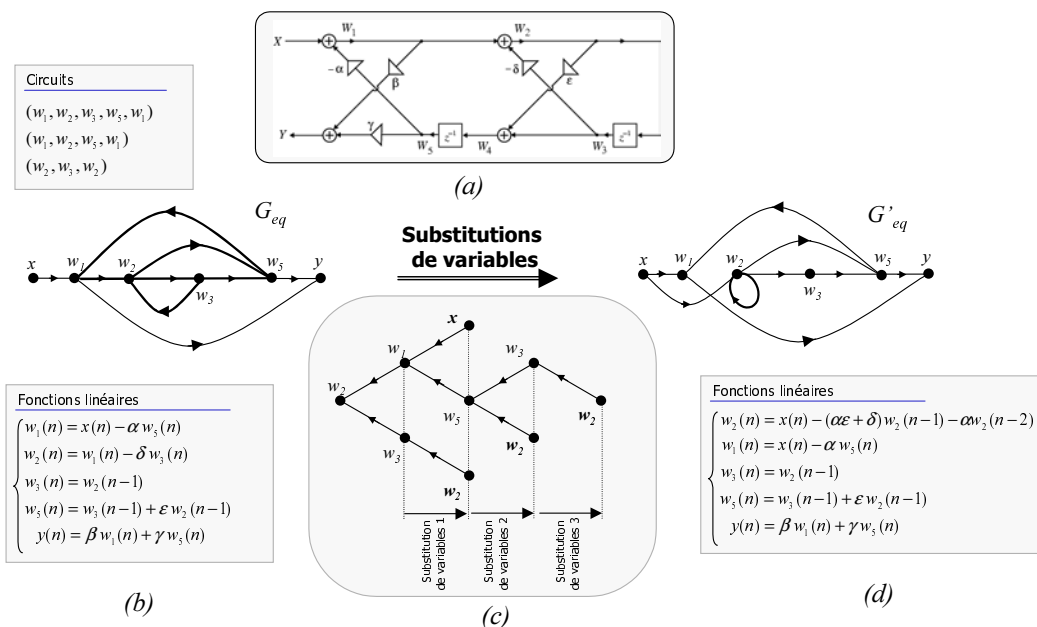 X
W₁
W₂
-α
β
-δ
ε
Y
γ
W₅
z⁻¹
W₄
W₃
z⁻¹
(a)
Circuits
(w₁, w₂, w₃, w₅, w₁)
(w₁, w₂, w₅, w₁)
(w₂, w₃, w₂)
G_eq
x
w₁
w₂
w₃
w₅
y
Substitutions
de variables
G'_eq
x
w₁
w₂
w₃
w₅
y
x
w₁
w₃
w₂
w₅
w₂
w₃
w₂
w₂
Substitution
de variables 1
Substitution
de variables 2
Substitution
de variables 3
Fonctions linéaires
w₁(n) = x(n) − α w₅(n)
w₂(n) = w₁(n) − δ w₃(n)
w₃(n) = w₂(n−1)
w₅(n) = w₃(n−1) + ε w₂(n−1)
y(n) = β w₁(n) + γ w₅(n)
Fonctions linéaires
w₂(n) = x(n) − (αε + δ) w₂(n−1) − αw₂(n−2)
w₁(n) = x(n) − α w₅(n)
w₃(n) = w₂(n−1)
w₅(n) = w₃(n−1) + ε w₂(n−1)
y(n) = β w₁(n) + γ w₅(n)
(b)
(c)
(d)